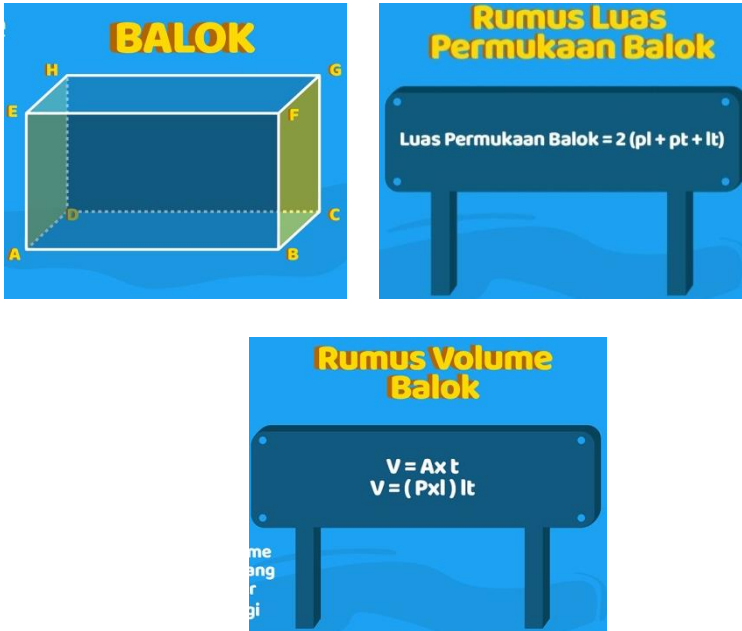 BALOK
H
G
E
F
D
C
A
B
Rumus Luas
Permukaan Balok
Luas Permukaan Balok = 2 (pl + pt + lt)
Rumus Volume
Balok
V = A x t
V = ( Pxl ) lt
me
ang
r
gi